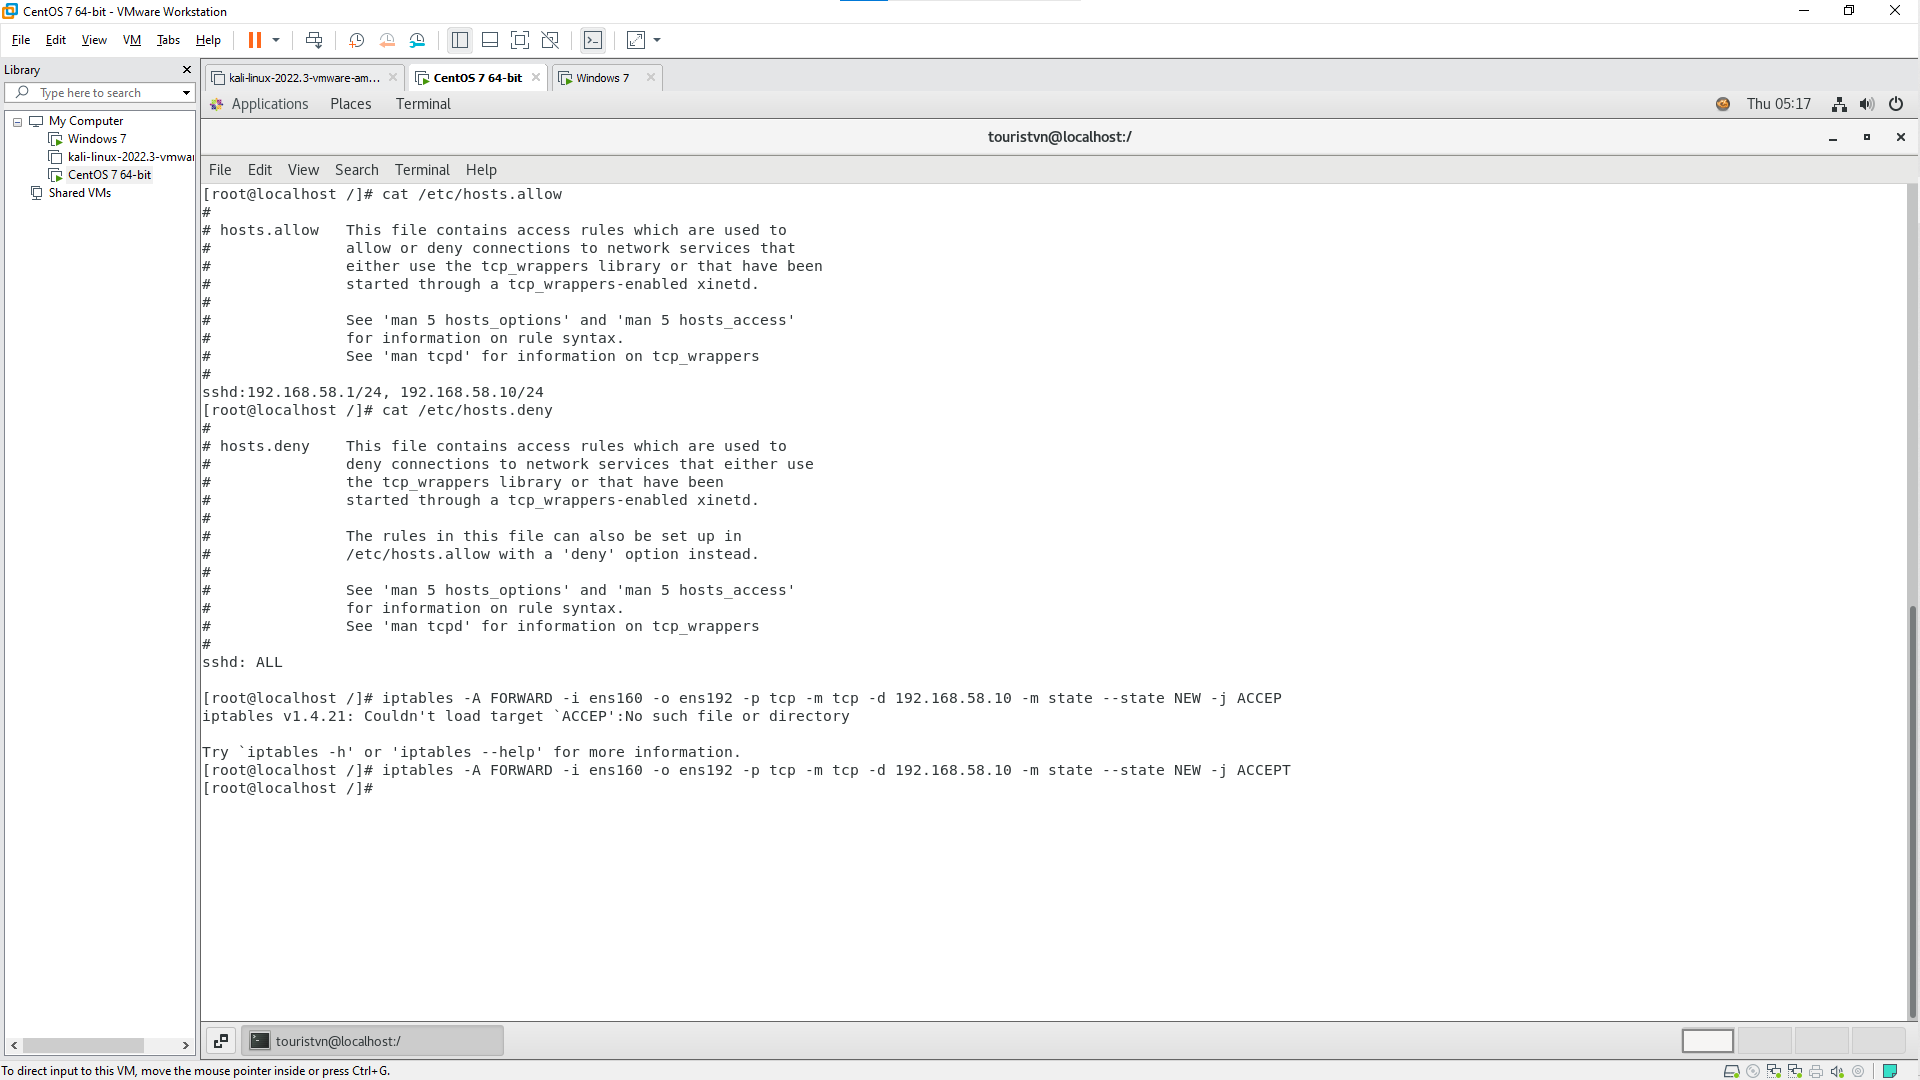 CentOS 7 64-bit - VMware Workstation
File Edit View VM Tabs Help
Library
Type here to search
My Computer
Windows 7
kali-linux-2022.3-vmwar
CentOS 7 64-bit
Shared VMs
kali-linux-2022.3-vmware-am... CentOS 7 64-bit Windows 7
Applications Places Terminal Thu 05:17
touristvn@localhost:/
File Edit View Search Terminal Help
[root@localhost /]# cat /etc/hosts.allow
#
# hosts.allow   This file contains access rules which are used to
#               allow or deny connections to network services that
#               either use the tcp_wrappers library or that have been
#               started through a tcp_wrappers-enabled xinetd.
#
#               See 'man 5 hosts_options' and 'man 5 hosts_access'
#               for information on rule syntax.
#               See 'man tcpd' for information on tcp_wrappers
#
sshd:192.168.58.1/24, 192.168.58.10/24
[root@localhost /]# cat /etc/hosts.deny
#
# hosts.deny    This file contains access rules which are used to
#               deny connections to network services that either use
#               the tcp_wrappers library or that have been
#               started through a tcp_wrappers-enabled xinetd.
#
#               The rules in this file can also be set up in
#               /etc/hosts.allow with a 'deny' option instead.
#
#               See 'man 5 hosts_options' and 'man 5 hosts_access'
#               for information on rule syntax.
#               See 'man tcpd' for information on tcp_wrappers
#
sshd: ALL
[root@localhost /]# iptables -A FORWARD -i ens160 -o ens192 -p tcp -m tcp -d 192.168.58.10 -m state --state NEW -j ACCEP
iptables v1.4.21: Couldn't load target `ACCEP':No such file or directory
Try `iptables -h' or 'iptables --help' for more information.
[root@localhost /]# iptables -A FORWARD -i ens160 -o ens192 -p tcp -m tcp -d 192.168.58.10 -m state --state NEW -j ACCEPT
[root@localhost /]#
touristvn@localhost:/
To direct input to this VM, move the mouse pointer inside or press Ctrl+G.